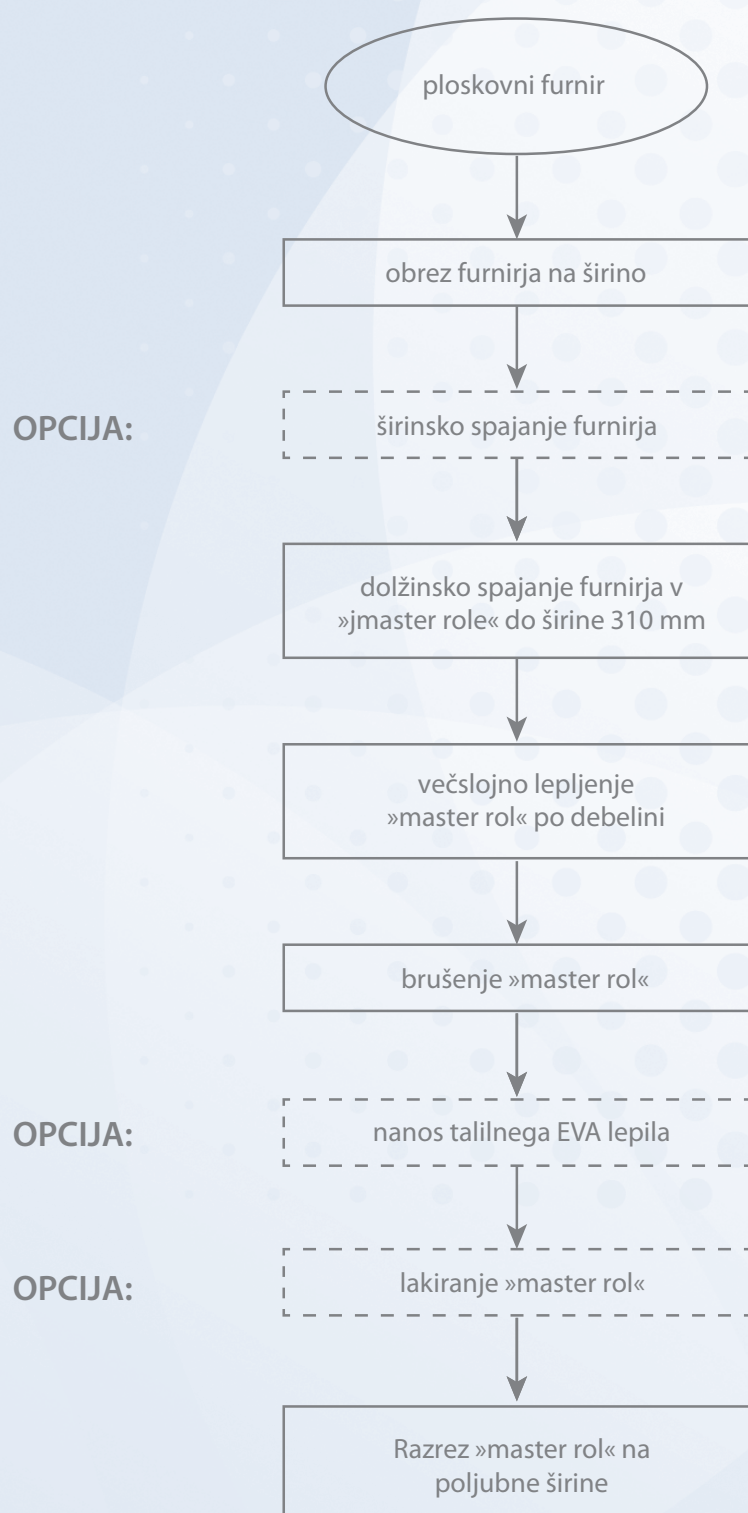 ploskovni furnir
obrez furnirja na širino
OPCIJA:
širinsko spajanje furnirja
dolžinsko spajanje furnirja v
»jmaster role« do širine 310 mm
večslojno lepljenje
»master rol« po debelini
brušenje »master rol«
OPCIJA:
nanos talilnega EVA lepila
OPCIJA:
lakiranje »master rol«
Razrez »master rol« na
poljubne širine